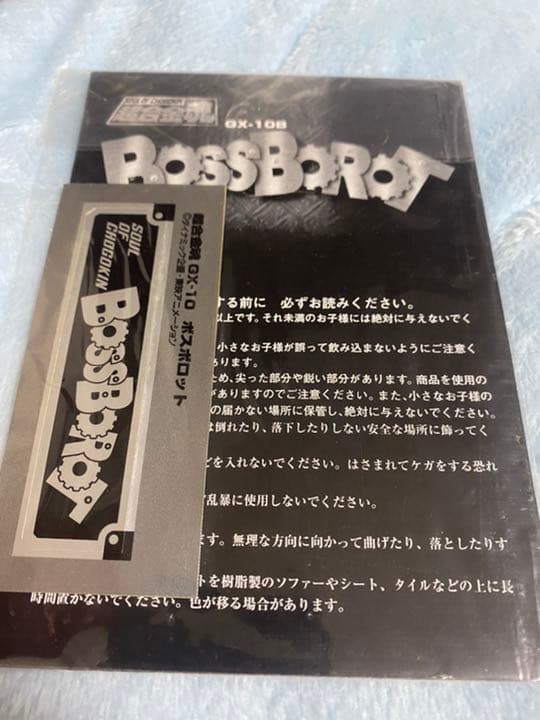 SOUL OF CHOGOKIN
超合金魂
GX-10B
BOSSBOROT
する前に 必ずお読みください。
以上です。それ未満のお子様には絶対に与えないでく
、小さなお子様が誤って飲み込まないようにご注意く
あります。
ため、尖った部分や鋭い部分があります。商品を使用の
がありますのでご注意ください。また、小さなお子様の
の届かない場所に保管し、絶対に与えないでください。
は倒れたり、落下したりしない安全な場所に飾ってく
どを入れないでください。はさまれてケガをする恐れ
乱暴に使用しないでください。
ます。無理な方向に向かって曲げたり、落としたりす
トを樹脂製のソファーやシート、タイルなどの上に長
時間置かないでください。色が移る場合があります。
超合金魂 GX-10 ボスボロット
©ダイナミック企画・東映アニメーション
SOUL
OF
CHOGOKIN
BOSSBOROT